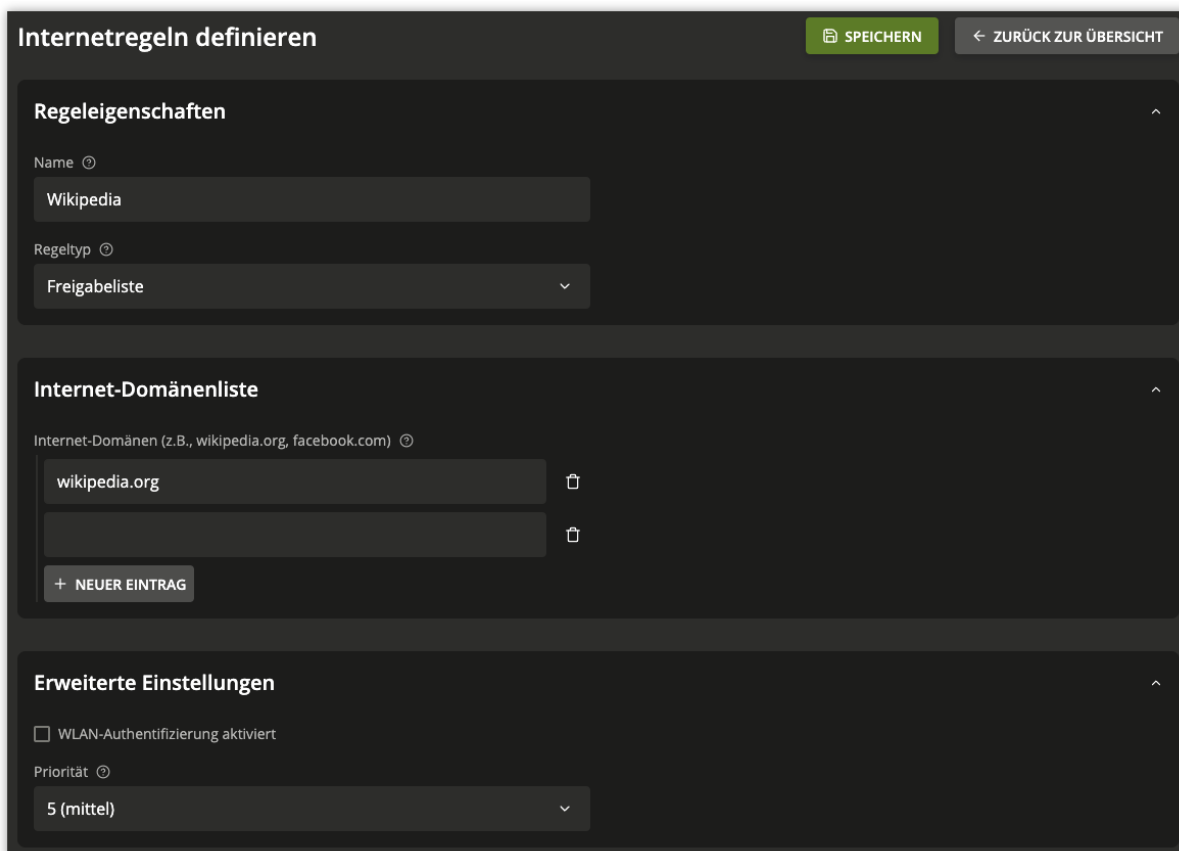 Internetregeln definieren
SPEICHERN
ZURÜCK ZUR ÜBERSICHT
Regeleigenschaften
Name
Wikipedia
Regeltyp
Freigabeliste
Internet-Domänenliste
Internet-Domänen (z.B., wikipedia.org, facebook.com)
wikipedia.org
+ NEUER EINTRAG
Erweiterte Einstellungen
WLAN-Authentifizierung aktiviert
Priorität
5 (mittel)